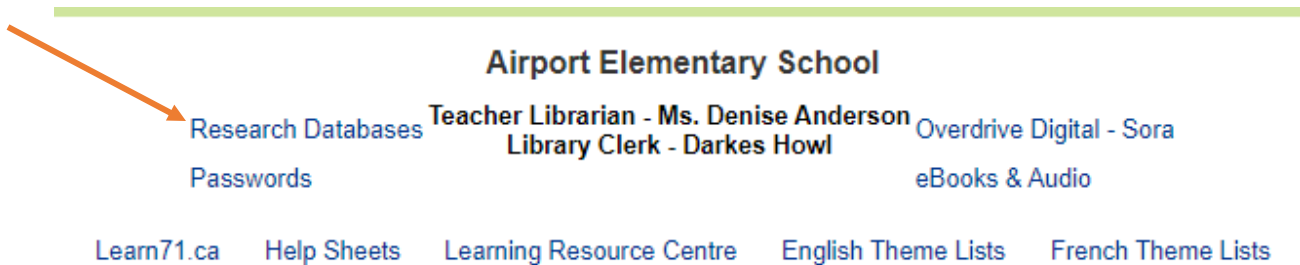 Airport Elementary School
Research Databases
Passwords
Teacher Librarian - Ms. Denise Anderson
Library Clerk - Darkes Howl
Overdrive Digital - Sora
eBooks & Audio
Learn71.ca Help Sheets Learning Resource Centre English Theme Lists French Theme Lists